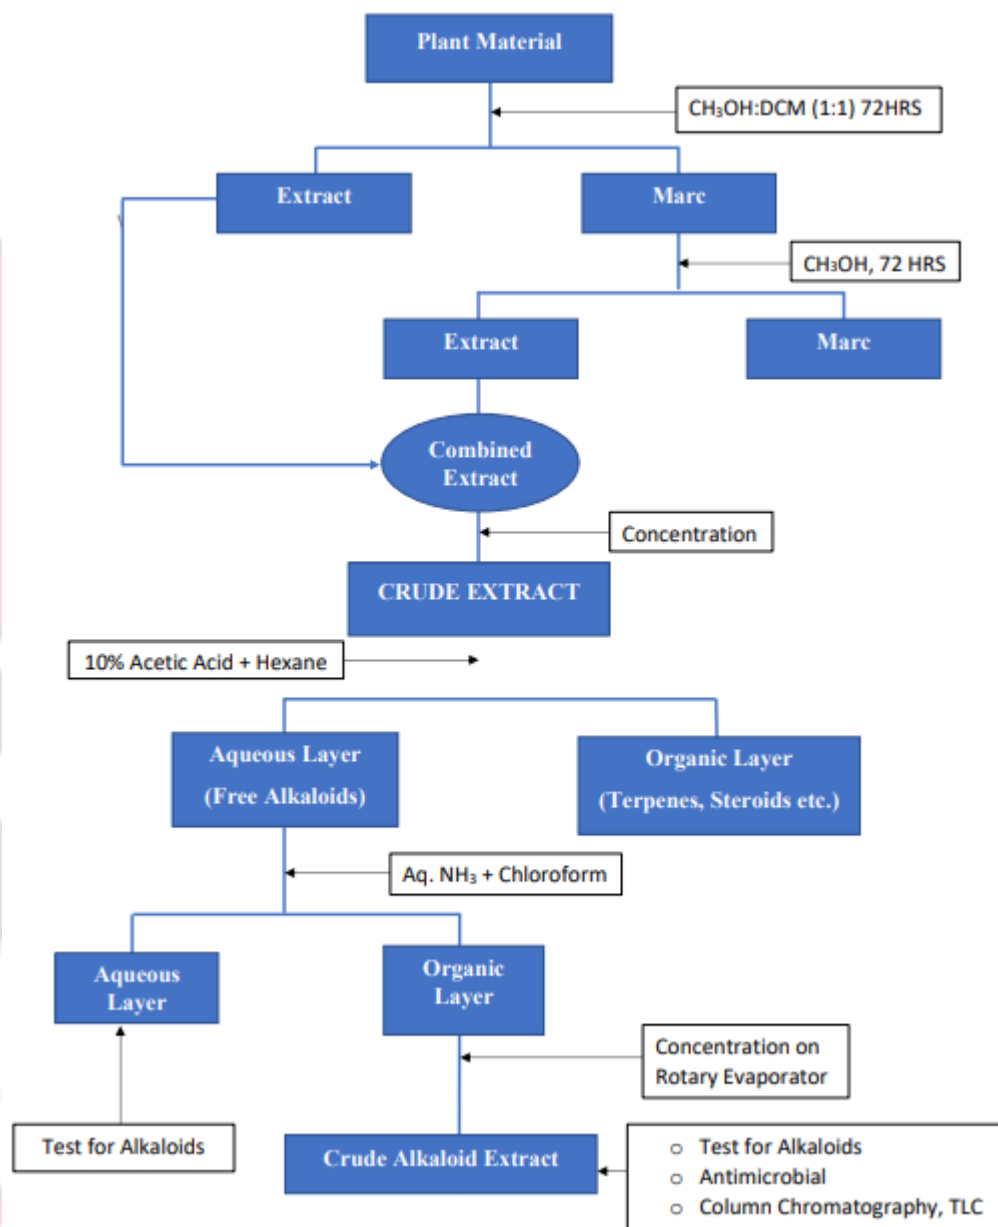 Plant Material
CH₃OH:DCM (1:1) 72HRS
Extract
Marc
CH₃OH, 72 HRS
Extract
Marc
Combined
Extract
Concentration
CRUDE EXTRACT
10% Acetic Acid + Hexane
Aqueous Layer
(Free Alkaloids)
Organic Layer
(Terpenes, Steroids etc.)
Aq. NH₃ + Chloroform
Aqueous
Layer
Organic
Layer
Concentration on
Rotary Evaporator
Test for Alkaloids
Crude Alkaloid Extract
o Test for Alkaloids
o Antimicrobial
o Column Chromatography, TLC